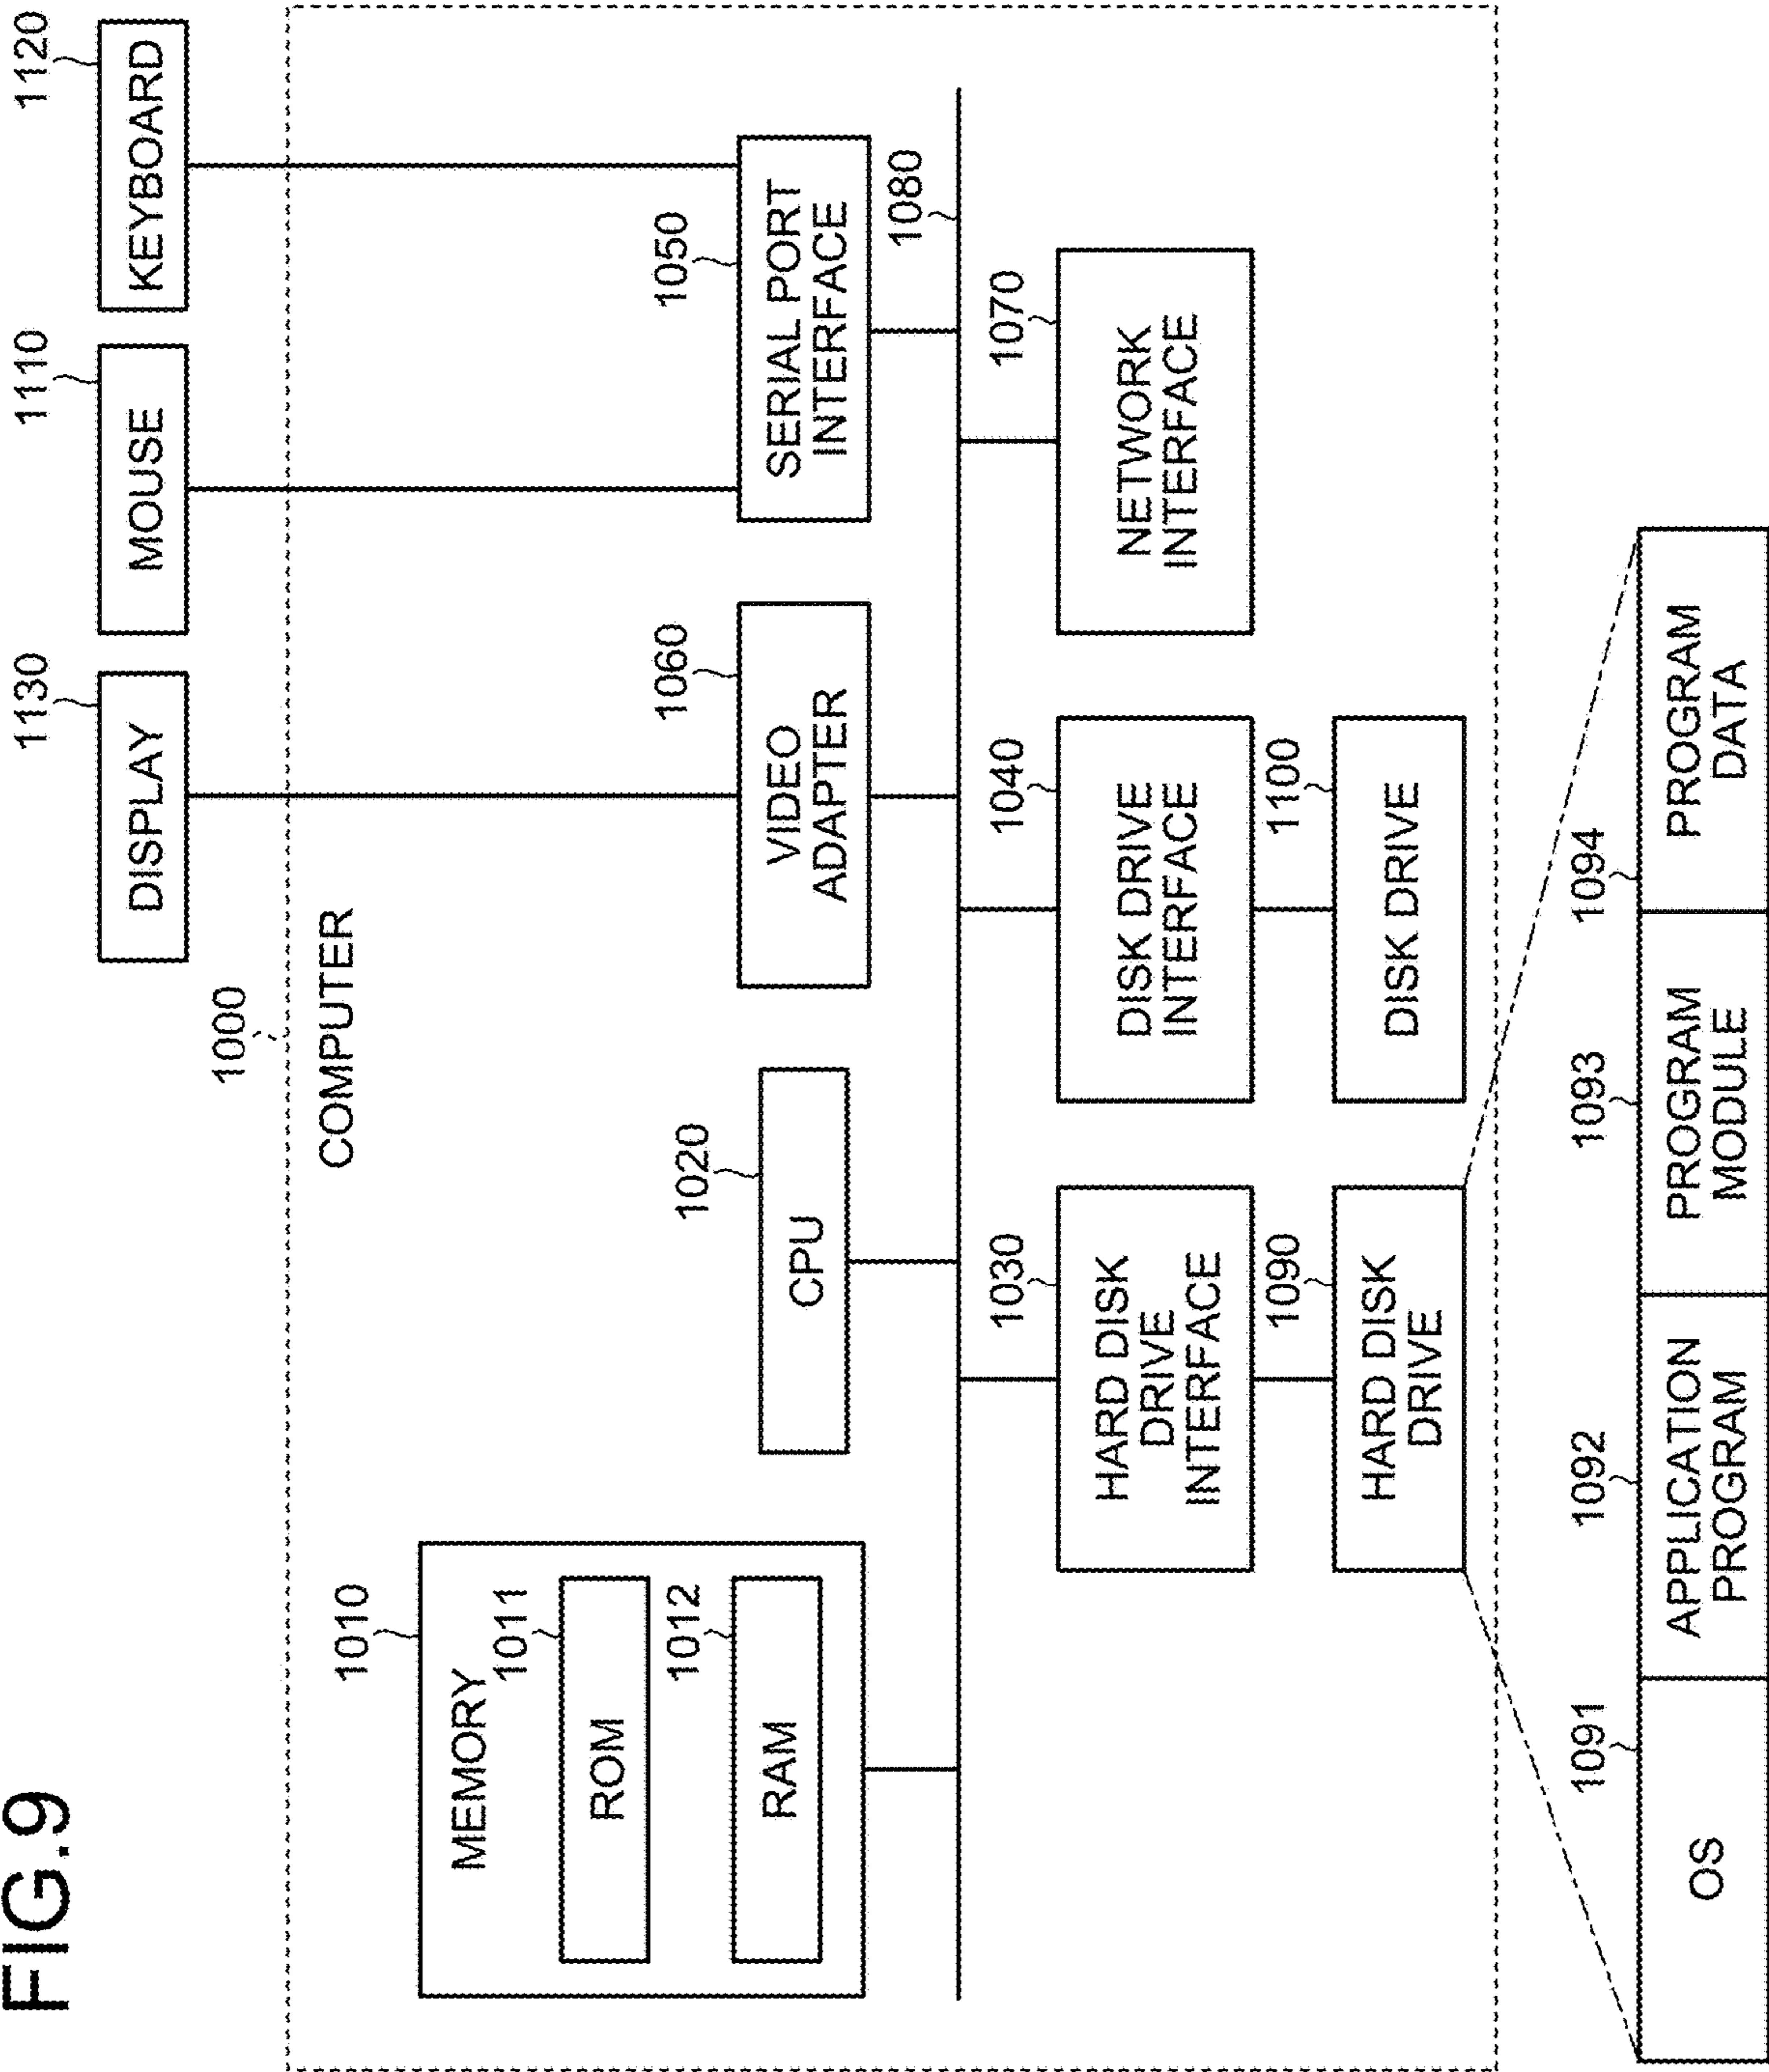 FIG.9
1130
DISPLAY
1110
MOUSE
1120
KEYBOARD
1000
COMPUTER
1010
MEMORY
1011
ROM
1012
RAM
1020
CPU
1060
VIDEO
ADAPTER
1050
SERIAL PORT
INTERFACE
1080
1030
HARD DISK
DRIVE
INTERFACE
1040
DISK DRIVE
INTERFACE
1070
NETWORK
INTERFACE
1090
HARD DISK
DRIVE
1100
DISK DRIVE
1091
OS
1092
APPLICATION
PROGRAM
1093
PROGRAM
MODULE
1094
PROGRAM
DATA